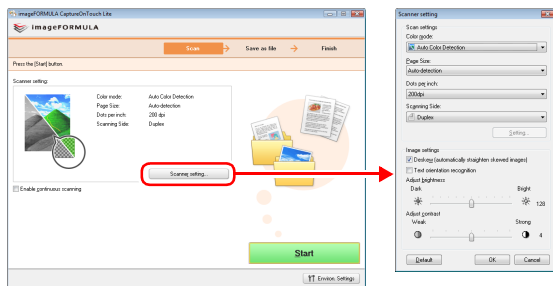 imageFORMULA CaptureOnTouch Lite
imageFORMULA
Scan
Save as file
Finish
Press the [Start] button.
Scanner setting:
Color mode: Auto Color Detection
Page Size: Auto-detection
Dots per inch: 200 dpi
Scanning Side: Duplex
Scanner setting...
Enable continuous scanning
Start
Environ. Settings
Scanner setting
Scan settings
Color mode:
Auto Color Detection
Page Size:
Auto-detection
Dots per inch:
200dpi
Scanning Side:
Duplex
Setting...
Image settings
Deskew (automatically straighten skewed images)
Text orientation recognition
Adjust brightness
Dark Bright
128
Adjust contrast
Weak Strong
4
Default OK Cancel